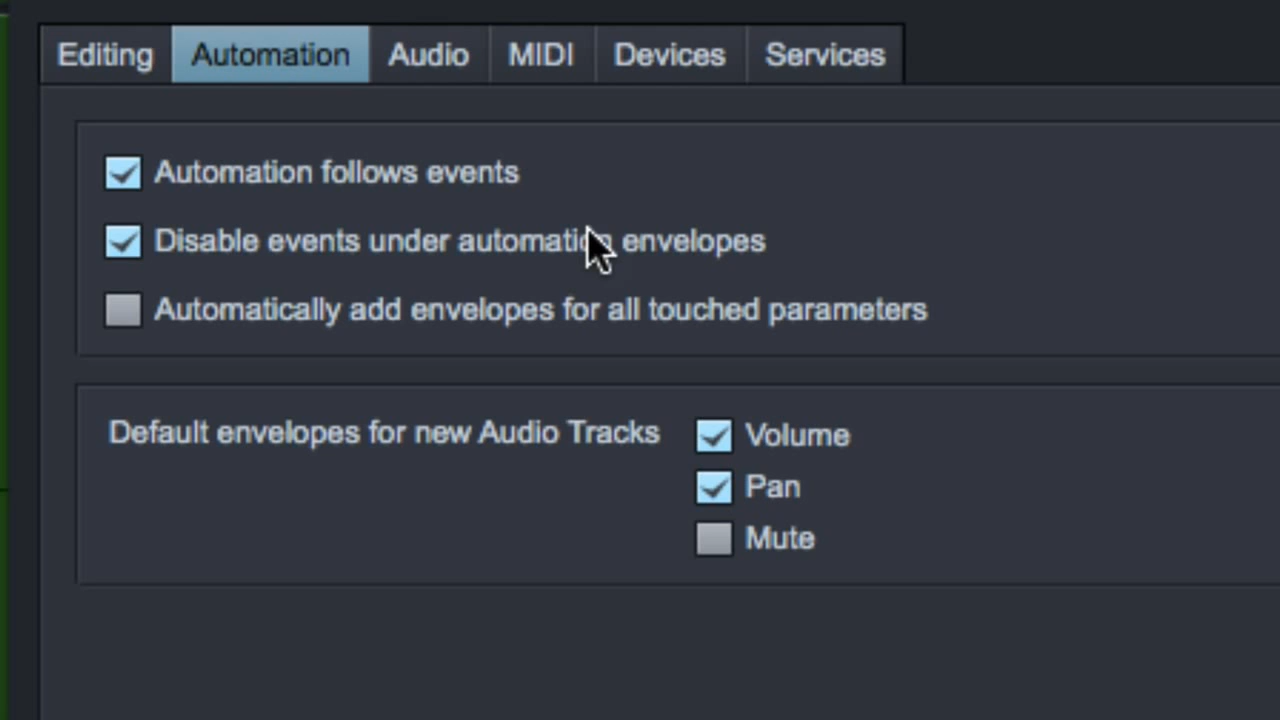 Editing Automation Audio MIDI Devices Services
Automation follows events
Disable events under automation envelopes
Automatically add envelopes for all touched parameters
Default envelopes for new Audio Tracks Volume
Pan
Mute